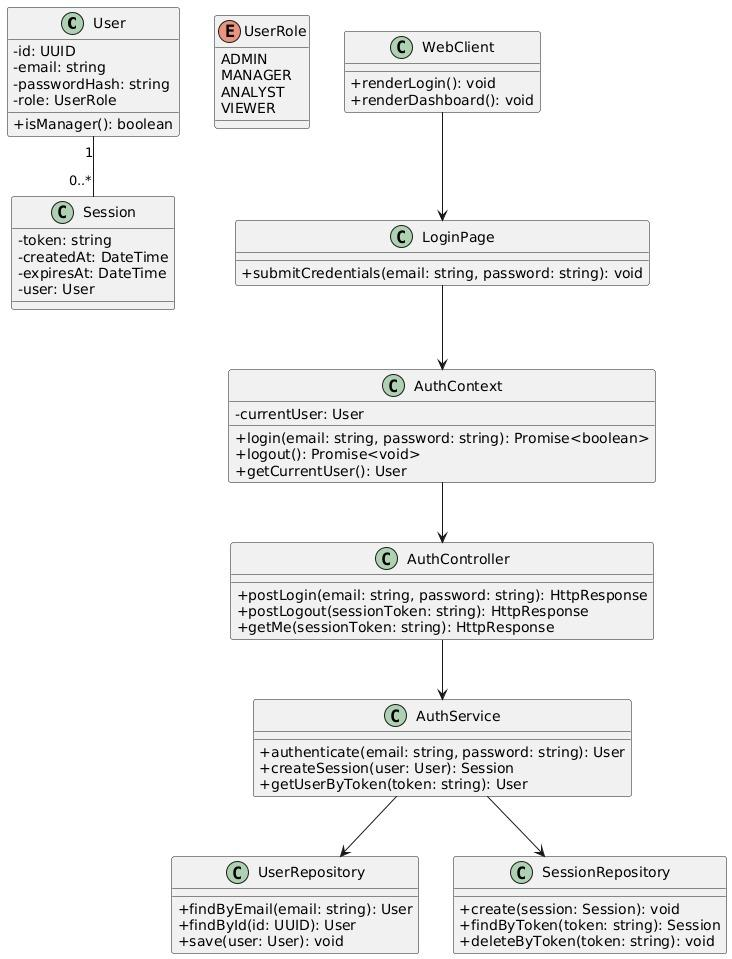 C User
-id: UUID
-email: string
-passwordHash: string
-role: UserRole
+isManager(): boolean
1
0..*
C Session
-token: string
-createdAt: DateTime
-expiresAt: DateTime
-user: User
E UserRole
ADMIN
MANAGER
ANALYST
VIEWER
C WebClient
+renderLogin(): void
+renderDashboard(): void
C LoginPage
+submitCredentials(email: string, password: string): void
C AuthContext
-currentUser: User
+login(email: string, password: string): Promise<boolean>
+logout(): Promise<void>
+getCurrentUser(): User
C AuthController
+postLogin(email: string, password: string): HttpResponse
+postLogout(sessionToken: string): HttpResponse
+getMe(sessionToken: string): HttpResponse
C AuthService
+authenticate(email: string, password: string): User
+createSession(user: User): Session
+getUserByToken(token: string): User
C UserRepository
+findByEmail(email: string): User
+findById(id: UUID): User
+save(user: User): void
C SessionRepository
+create(session: Session): void
+findByToken(token: string): Session
+deleteByToken(token: string): void